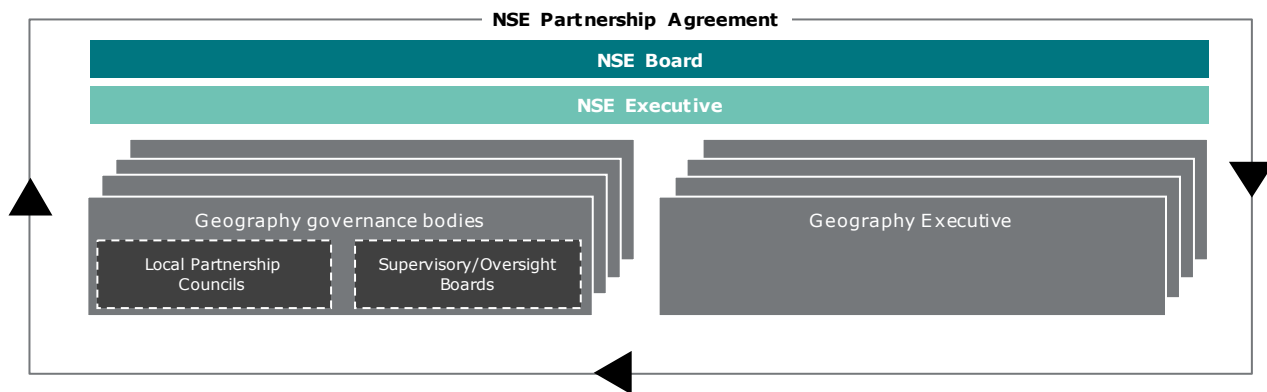 NSE Partnership Agreement
NSE Board
NSE Executive
Geography governance bodies
Local Partnership
Councils
Supervisory/Oversight
Boards
Geography Executive